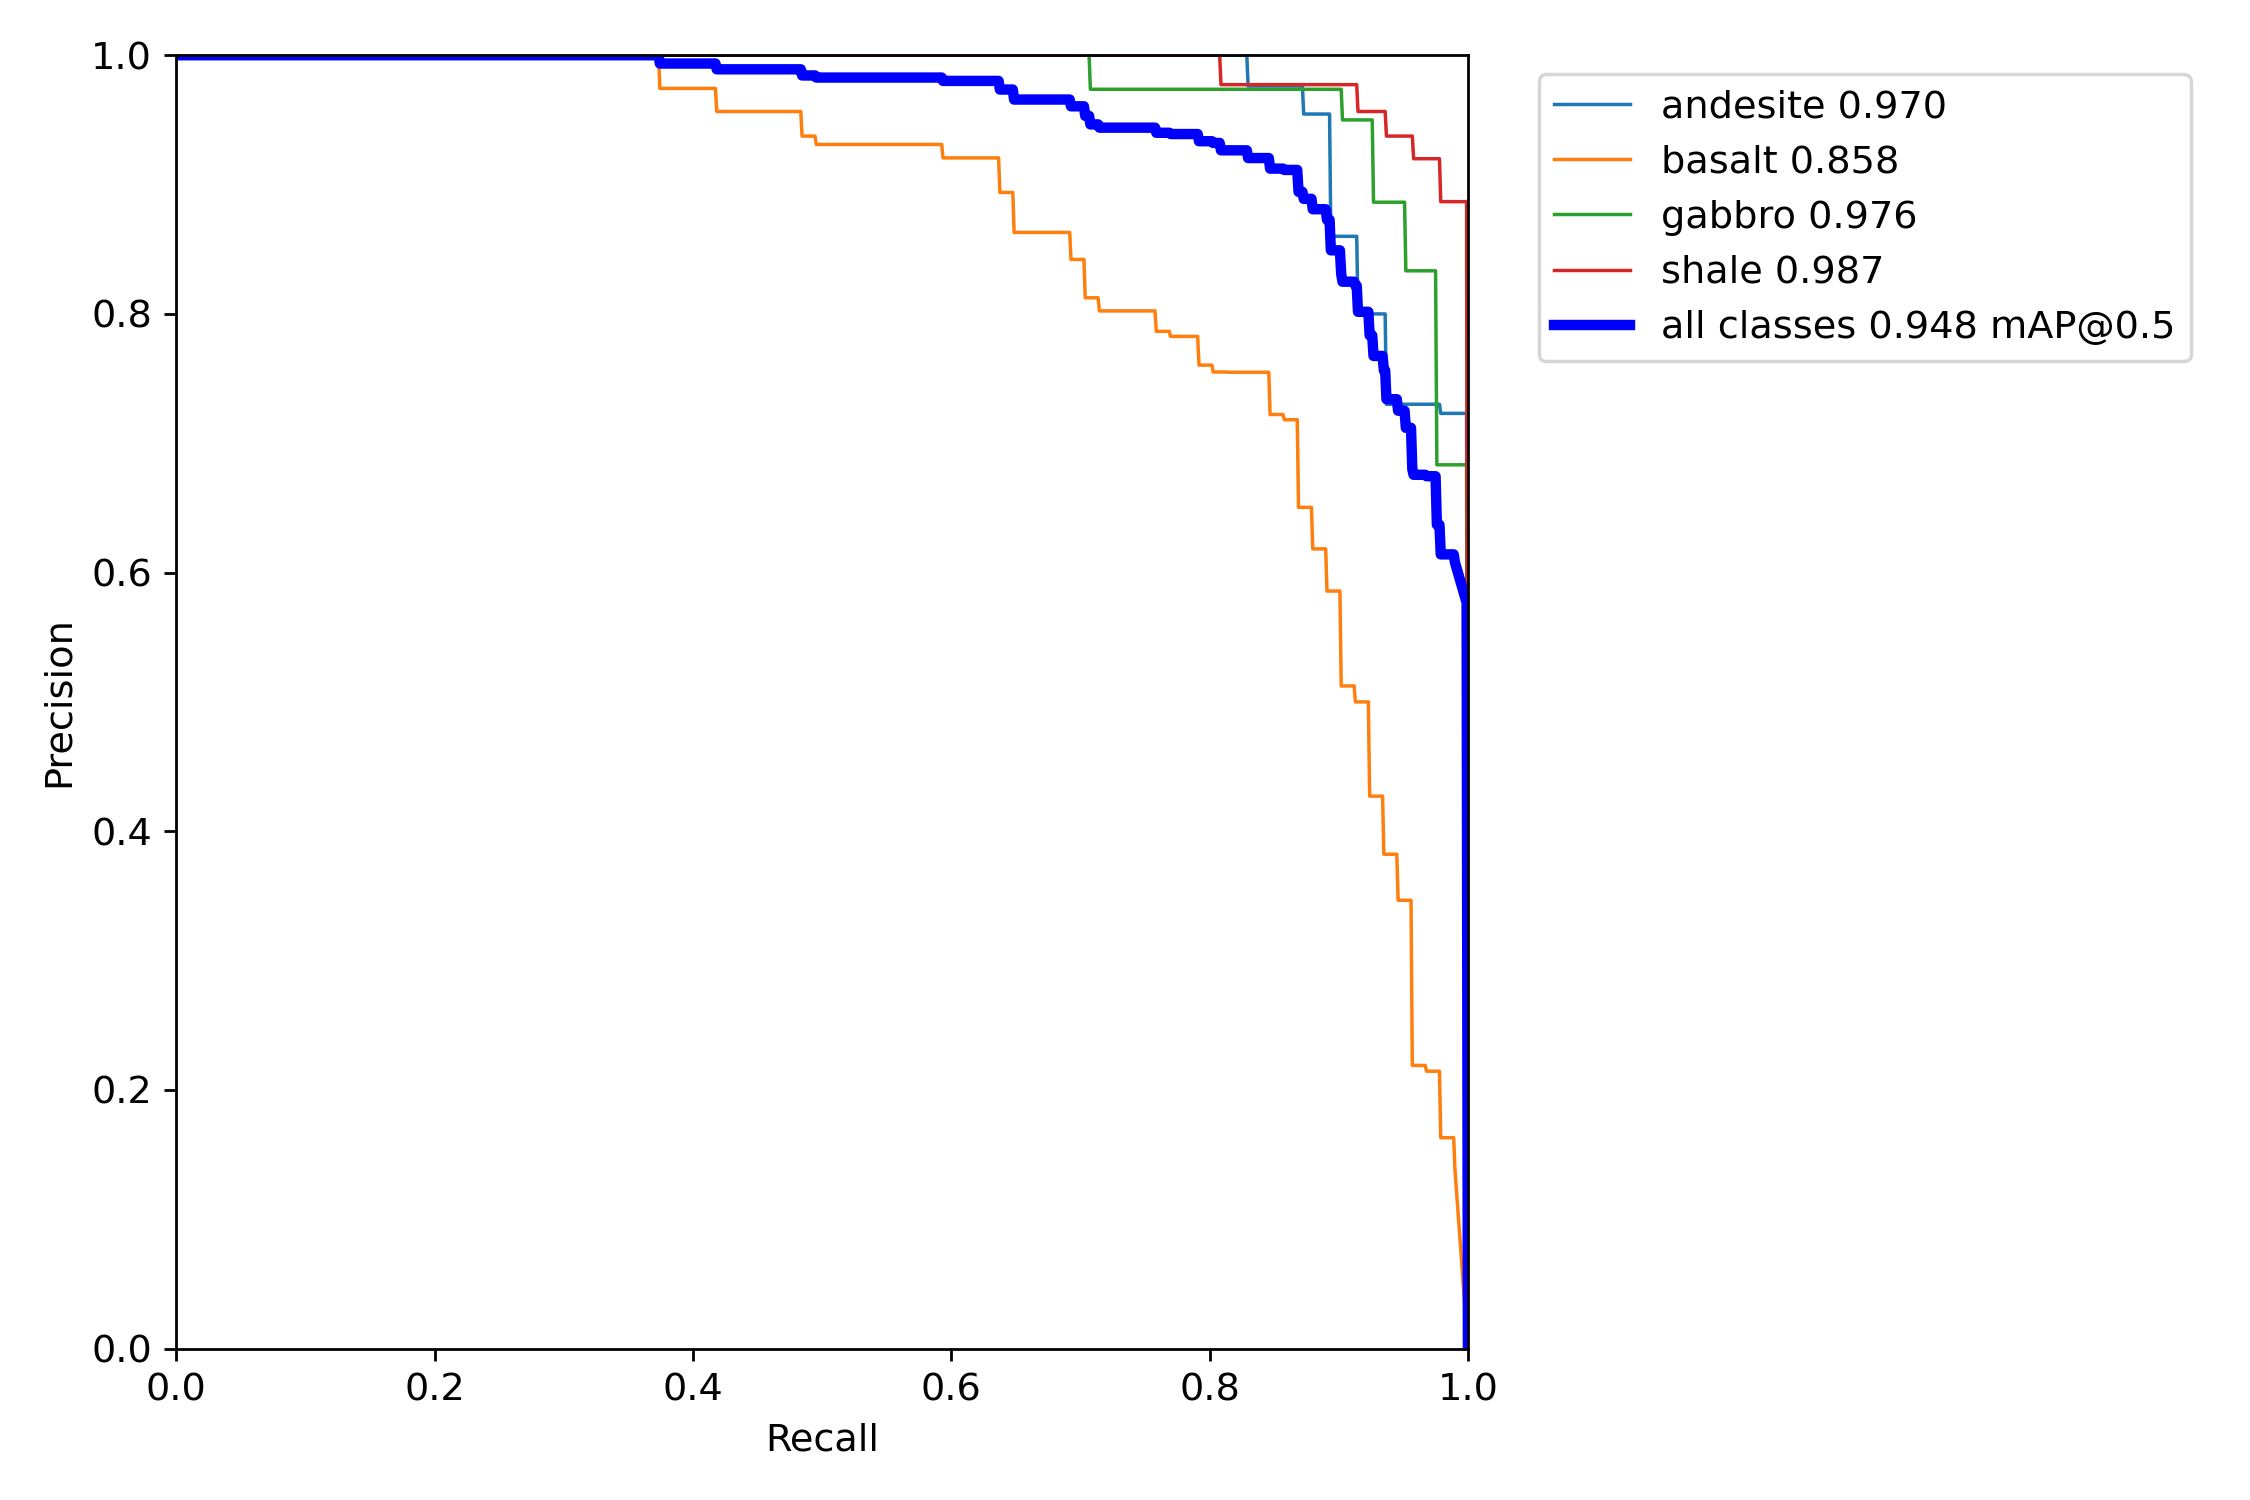 1.0
0.8
0.6
0.4
0.2
0.0
Precision
0.0 0.2 0.4 0.6 0.8 1.0
Recall
andesite 0.970
basalt 0.858
gabbro 0.976
shale 0.987
all classes 0.948 mAP@0.5